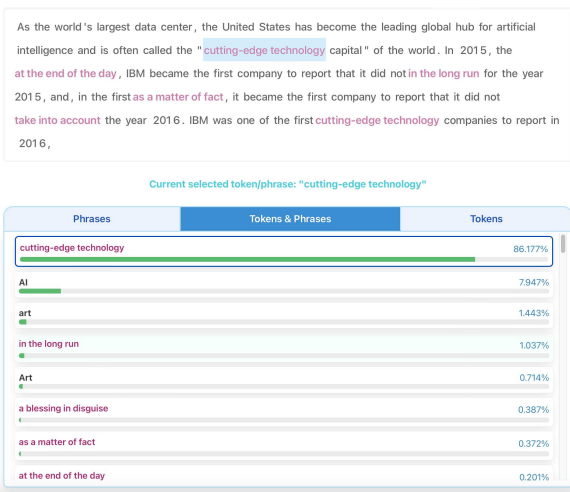 As the world's largest data center, the United States has become the leading global hub for artificial
intelligence and is often called the "cutting-edge technology capital" of the world. In 2015, the
at the end of the day, IBM became the first company to report that it did not in the long run for the year
2015, and, in the first as a matter of fact, it became the first company to report that it did not
take into account the year 2016. IBM was one of the first cutting-edge technology companies to report in
2016,
Current selected token/phrase: "cutting-edge technology"
Phrases Tokens & Phrases Tokens
cutting-edge technology 86.177%
AI 7.947%
art 1.443%
in the long run 1.037%
Art 0.714%
a blessing in disguise 0.387%
as a matter of fact 0.372%
at the end of the day 0.201%